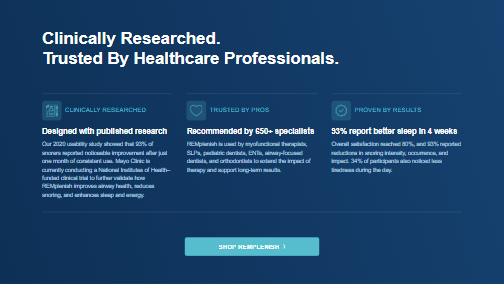 Clinically Researched.
Trusted By Healthcare Professionals.
CLINICALLY RESEARCHED
Designed with published research
Our 2020 usability study showed that 93% of
snorers reported noticeable improvement after just
one month of consistent use. Mayo Clinic is
currently conducting a National Institutes of Health–
funded clinical trial to further validate how
REMplenish improves airway health, reduces
snoring, and enhances sleep and energy.
TRUSTED BY PROS
Recommended by 650+ specialists
REMplenish is used by myofunctional therapists,
SLPs, pediatric dentists, ENTs, airway-focused
dentists, and orthodontists to extend the impact of
therapy and support long-term results.
PROVEN BY RESULTS
93% report better sleep in 4 weeks
Overall satisfaction reached 80%, and 93% reported
reductions in snoring intensity, occurrence, and
impact. 34% of participants also noticed less
tiredness during the day.
SHOP REMPLENISH